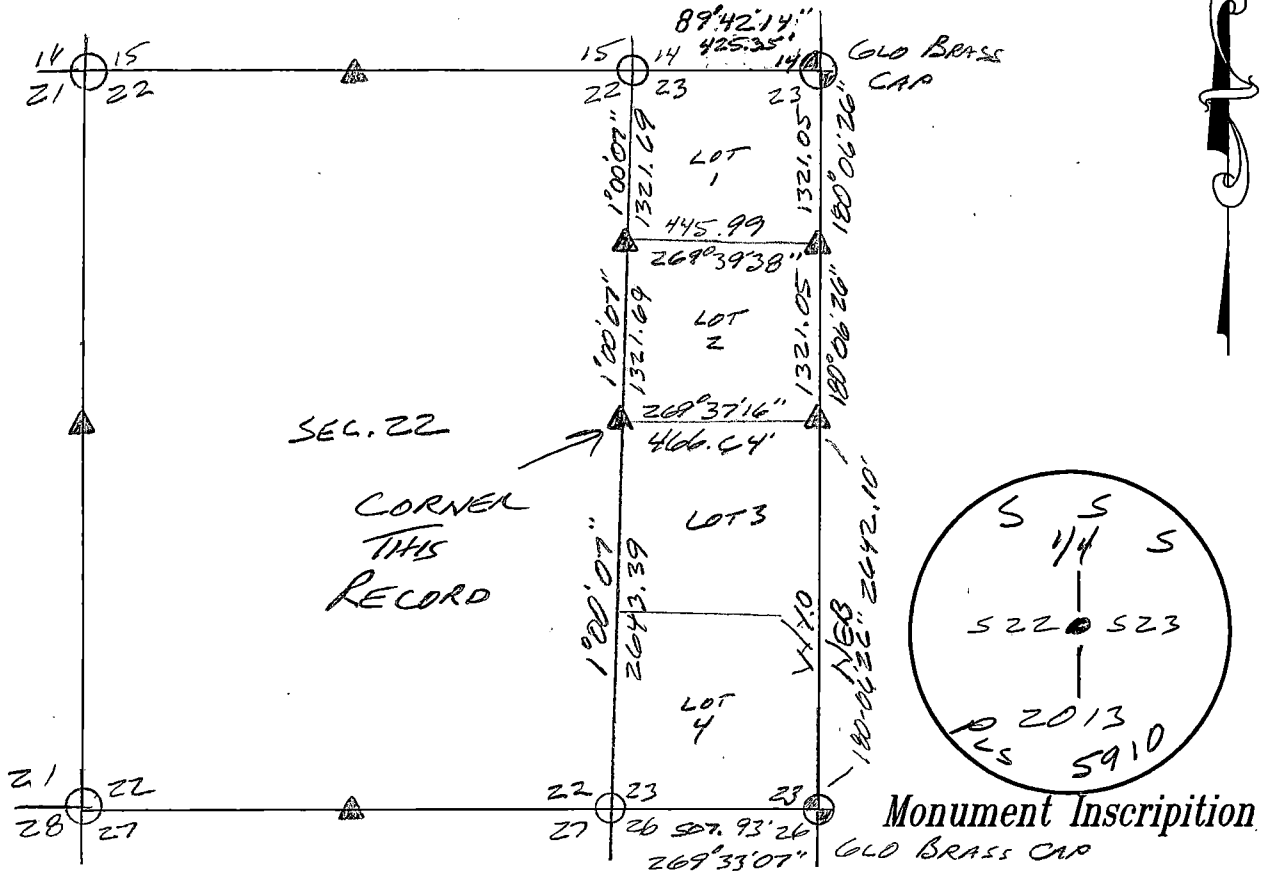 89°42'14"
425.35'
14 15
21 22
15 14
22 23
14
23
GLO BRASS
CAP
1°00'07"
1321.69
LOT
1
1321.05
180°06'26"
445.99
269°39'38"
1°00'07"
1321.69
LOT
2
1321.05
180°06'26"
SEC. 22
269°37'16"
466.64'
CORNER
THIS
RECORD
LOT 3
1°00'07"
2643.39
WYO
NEB
180-06'26" 2642.10'
LOT
4
S S S
1/4
S22 S23
2013
PLS 5910
Monument Inscripition
21 22
28 27
22 23
27 26
507.93'
23
26
269°33'07"
GLO BRASS CAP